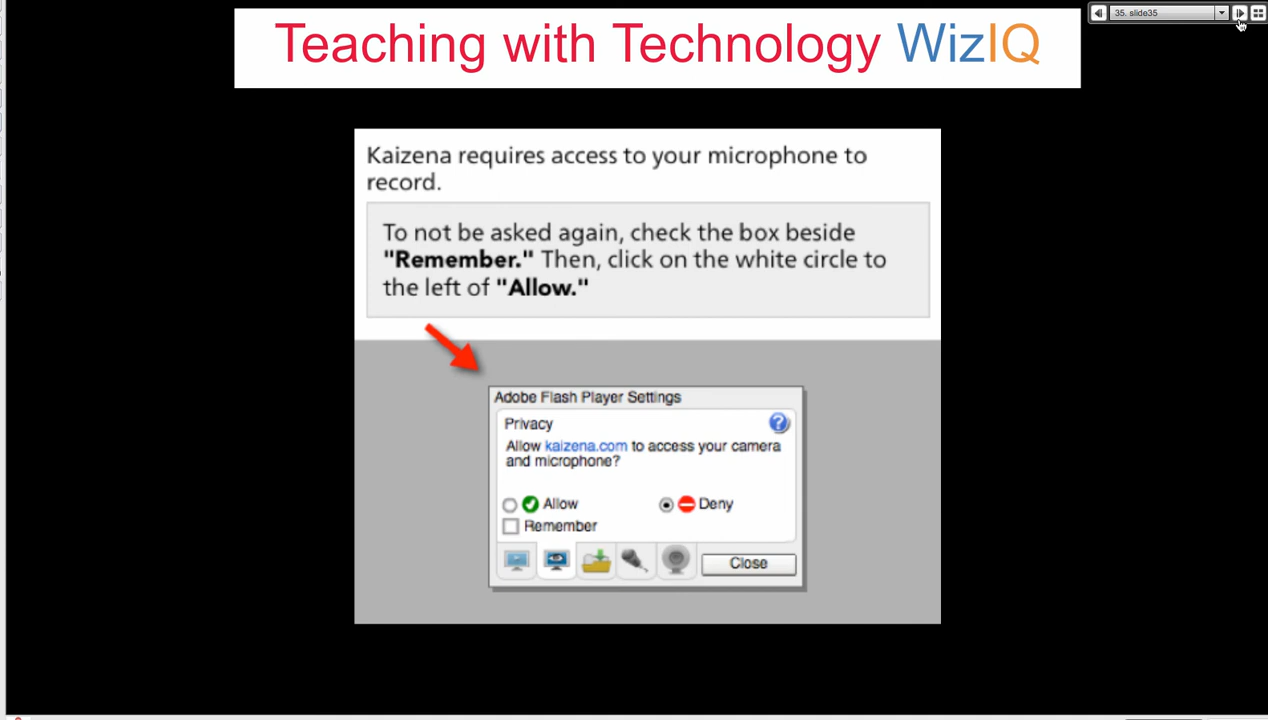 Teaching with Technology WizIQ
35. slide35
Kaizena requires access to your microphone to
record.
To not be asked again, check the box beside
"Remember." Then, click on the white circle to
the left of "Allow."
Adobe Flash Player Settings
Privacy
?
Allow kaizena.com to access your camera
and microphone?
Allow
Deny
Remember
Close